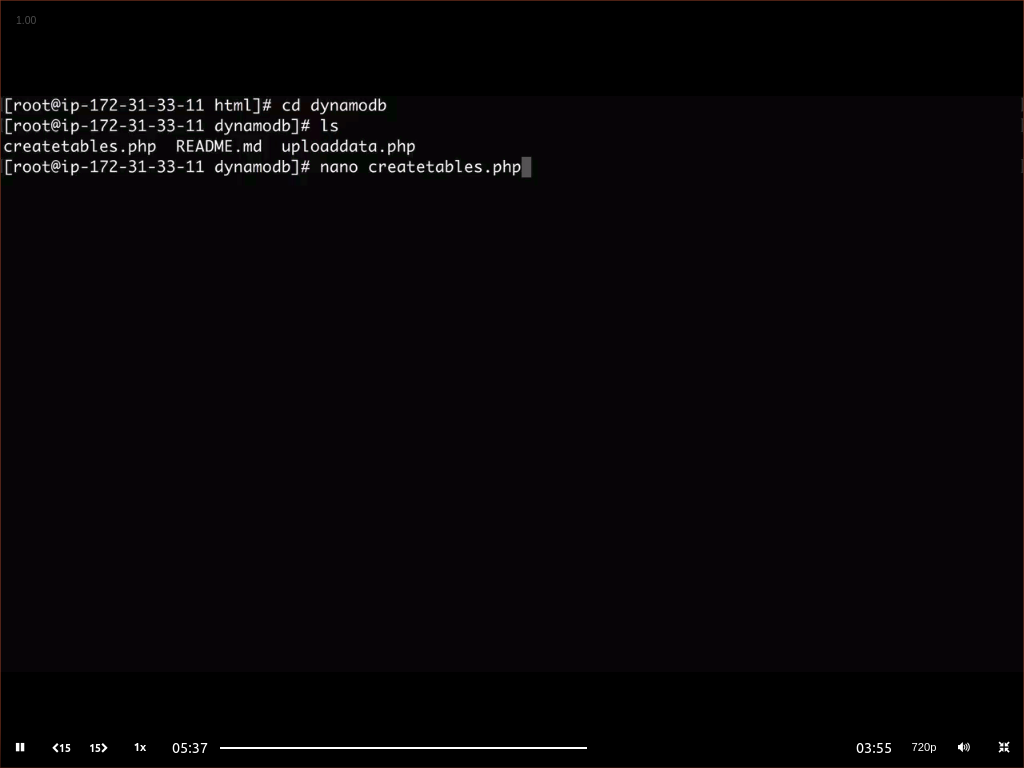 1.00
[root@ip-172-31-33-11 html]# cd dynamodb
[root@ip-172-31-33-11 dynamodb]# ls
createtables.php  README.md  uploaddata.php
[root@ip-172-31-33-11 dynamodb]# nano createtables.php
15 15 1x 05:37 03:55 720p